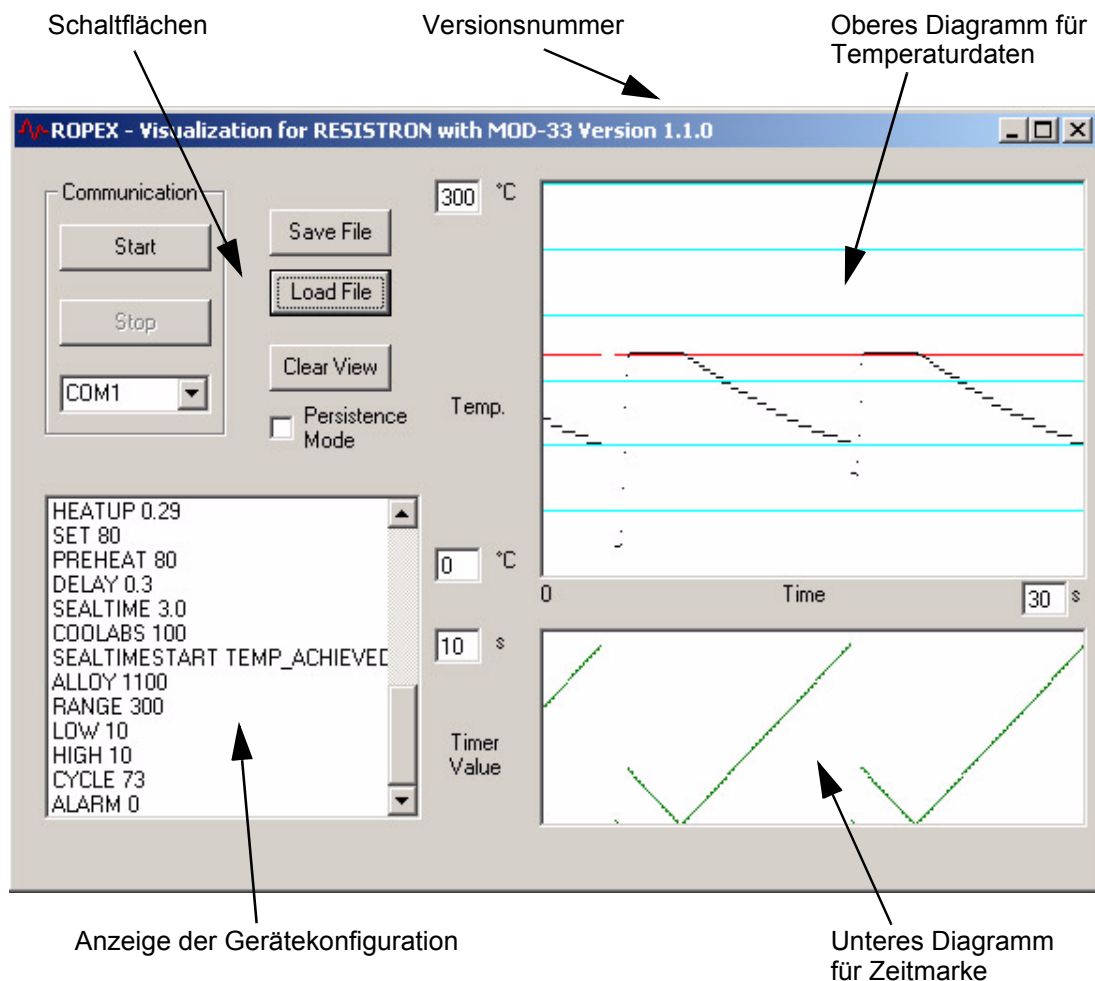 Schaltflächen
Versionsnummer
Oberes Diagramm für
Temperaturdaten
ROPEX - Visualization for RESISTRON with MOD-33 Version 1.1.0
Communication
Start
Stop
COM1
Save File
Load File
Clear View
Persistence
Mode
300 °C
Temp.
0 °C
0 Time 30 s
10 s
Timer
Value
HEATUP 0.29
SET 80
PREHEAT 80
DELAY 0.3
SEALTIME 3.0
COOLABS 100
SEALTIMESTART TEMP_ACHIEVED
ALLOY 1100
RANGE 300
LOW 10
HIGH 10
CYCLE 73
ALARM 0
Anzeige der Gerätekonfiguration
Unteres Diagramm
für Zeitmarke